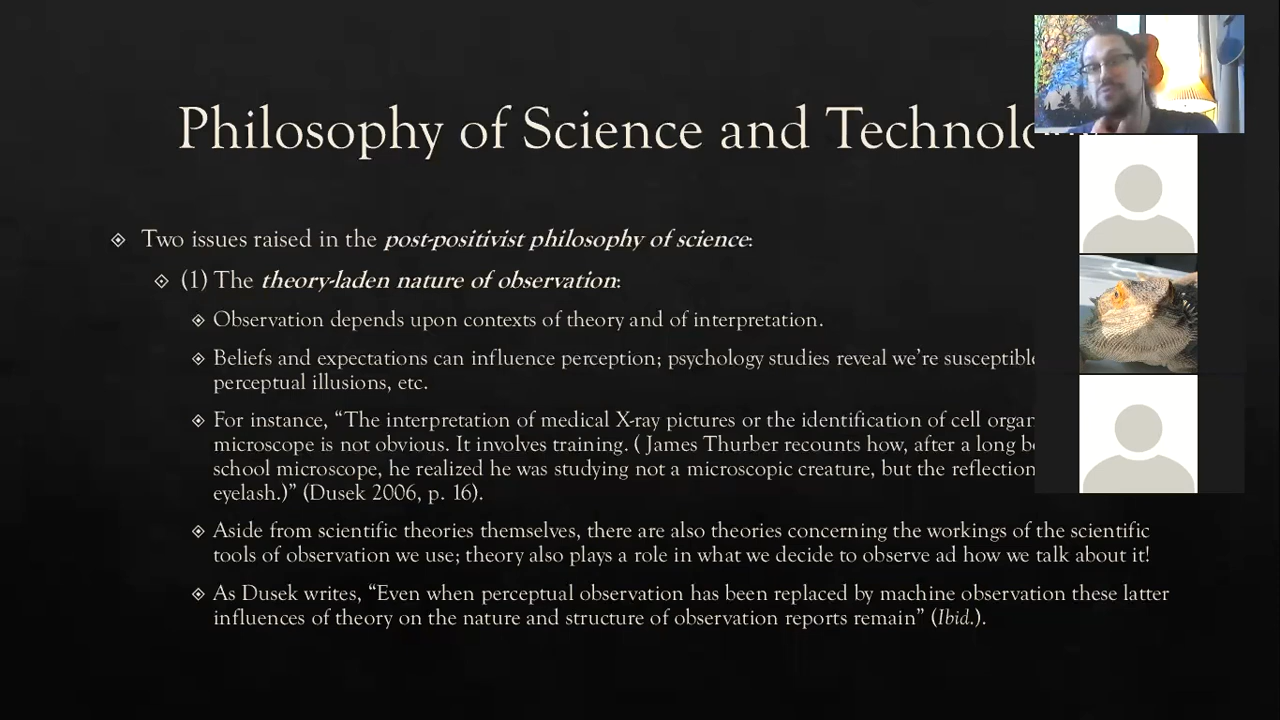 Philosophy of Science and
Two issues raised in the post-positivist philosophy of science:
(1) The theory-laden nature of observation:
Observation depends upon contexts of theory and of interpretation.
Beliefs and expectations can influence perception; psychology studies reveal we’re
perceptual illusions, etc.
For instance, “The interpretation of medical X-ray pictures or the identification of cell
microscope is not obvious. It involves training. ( James Thurber recounts how, after a long
school microscope, he realized he was studying not a microscopic creature, but the reflection
eyelash.)” (Dusek 2006, p. 16).
Aside from scientific theories themselves, there are also theories concerning the workings of the scientific
tools of observation we use; theory also plays a role in what we decide to observe ad how we talk about it!
As Dusek writes, “Even when perceptual observation has been replaced by machine observation these latter
influences of theory on the nature and structure of observation reports remain” (Ibid.).